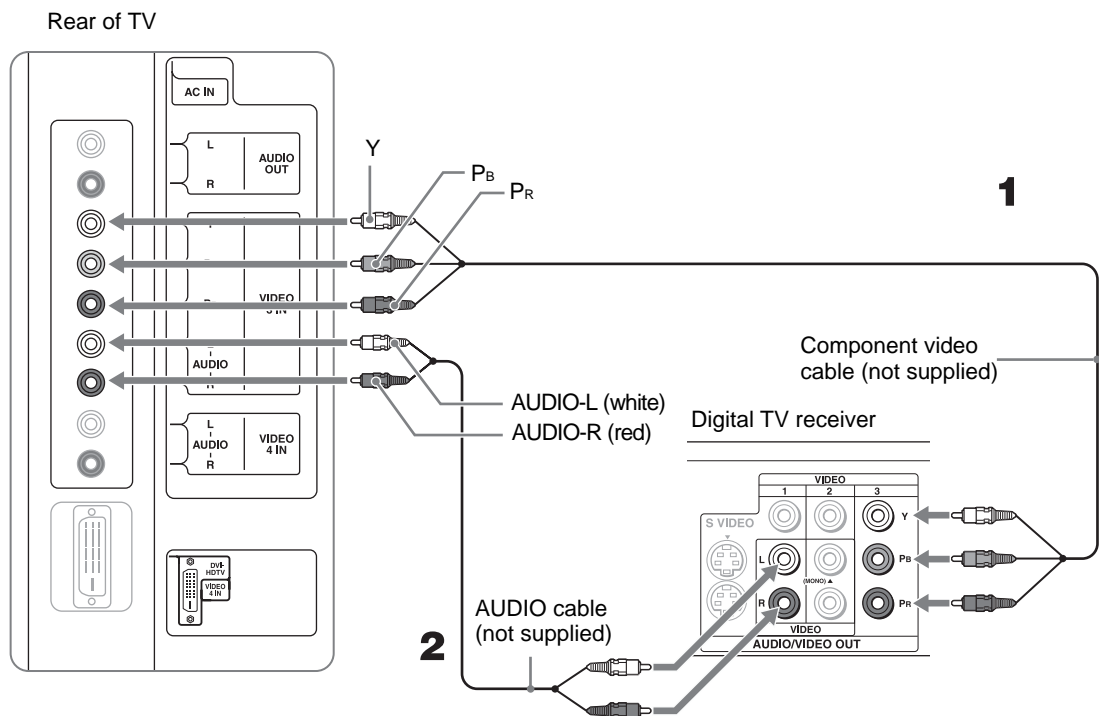 Rear of TV
AC IN
L
AUDIO
OUT
R
Y
PB
PR
1
VIDEO
3 IN
AUDIO
R
L
AUDIO
R
VIDEO
4 IN
AUDIO-L (white)
AUDIO-R (red)
Component video
cable (not supplied)
Digital TV receiver
VIDEO
1 2 3
S VIDEO
Y
L
PB
(MONO)
R
PR
VIDEO
AUDIO/VIDEO OUT
DVI-
HDTV
VIDEO
4 IN
2
AUDIO cable
(not supplied)